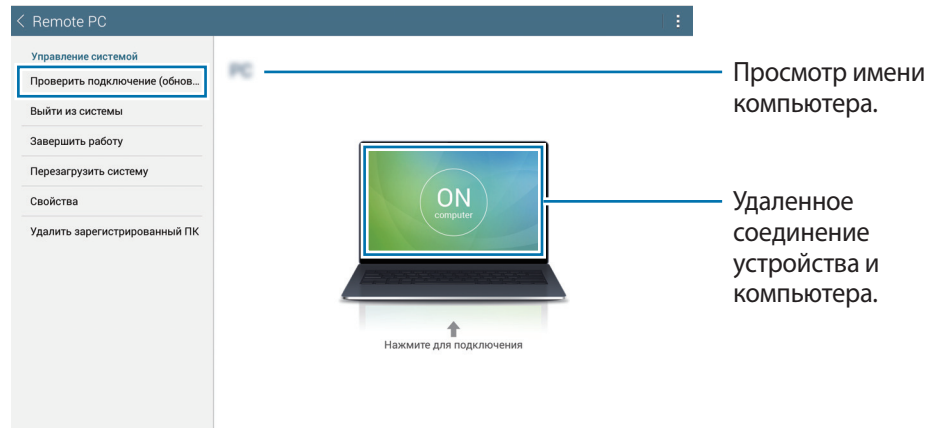 Remote PC
Управление системой
Проверить подключение (обнов...
Выйти из системы
Завершить работу
Перезагрузить систему
Свойства
Удалить зарегистрированный ПК
PC
ON
computer
Нажмите для подключения
Просмотр имени
компьютера.
Удаленное
соединение
устройства и
компьютера.